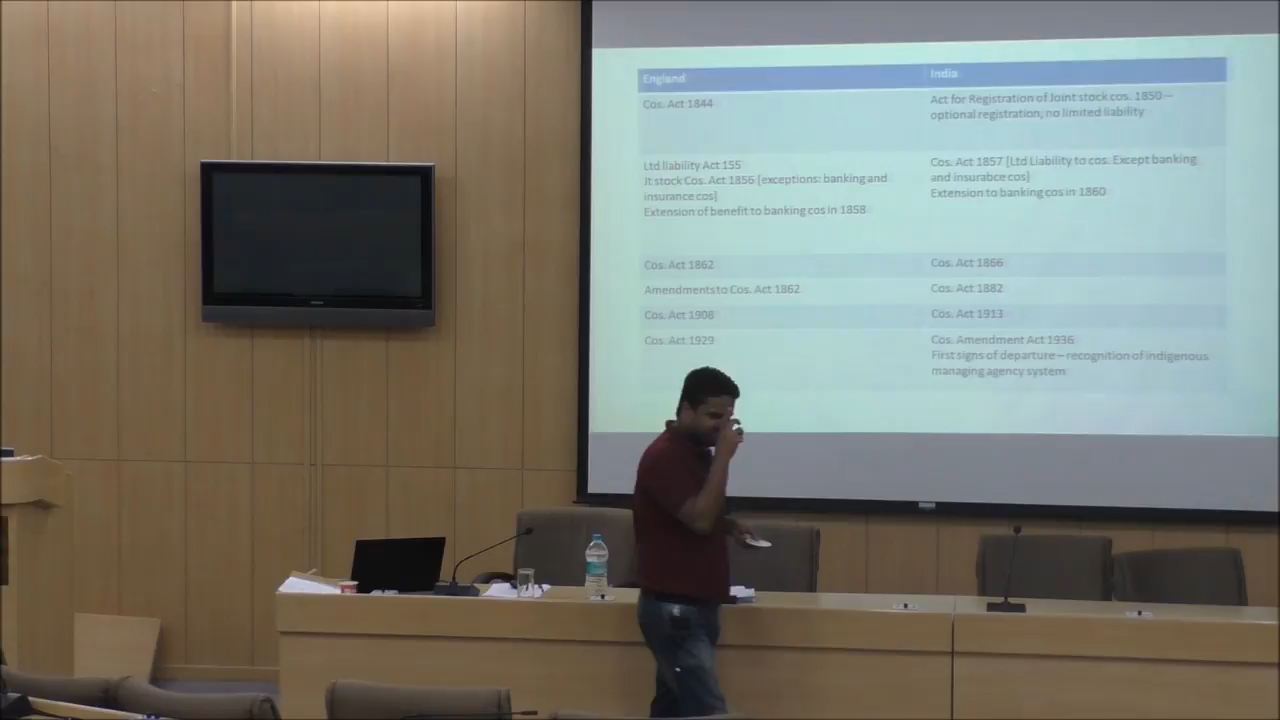 England
India
Cos. Act 1844
Act for Registration of Joint stock cos. 1850 –
optional registration, no limited liability
Ltd liability Act 155
Jt stock Cos. Act 1856 [exceptions: banking and
insurance cos]
Extension of benefit to banking cos in 1858
Cos. Act 1857 [Ltd Liability to cos. Except banking
and insurabce cos]
Extension to banking cos in 1860
Cos. Act 1862
Cos. Act 1866
Amendments to Cos. Act 1862
Cos. Act 1882
Cos. Act 1908
Cos. Act 1913
Cos. Act 1929
Cos. Amendment Act 1936
First signs of departure – recognition of indigenous
managing agency system